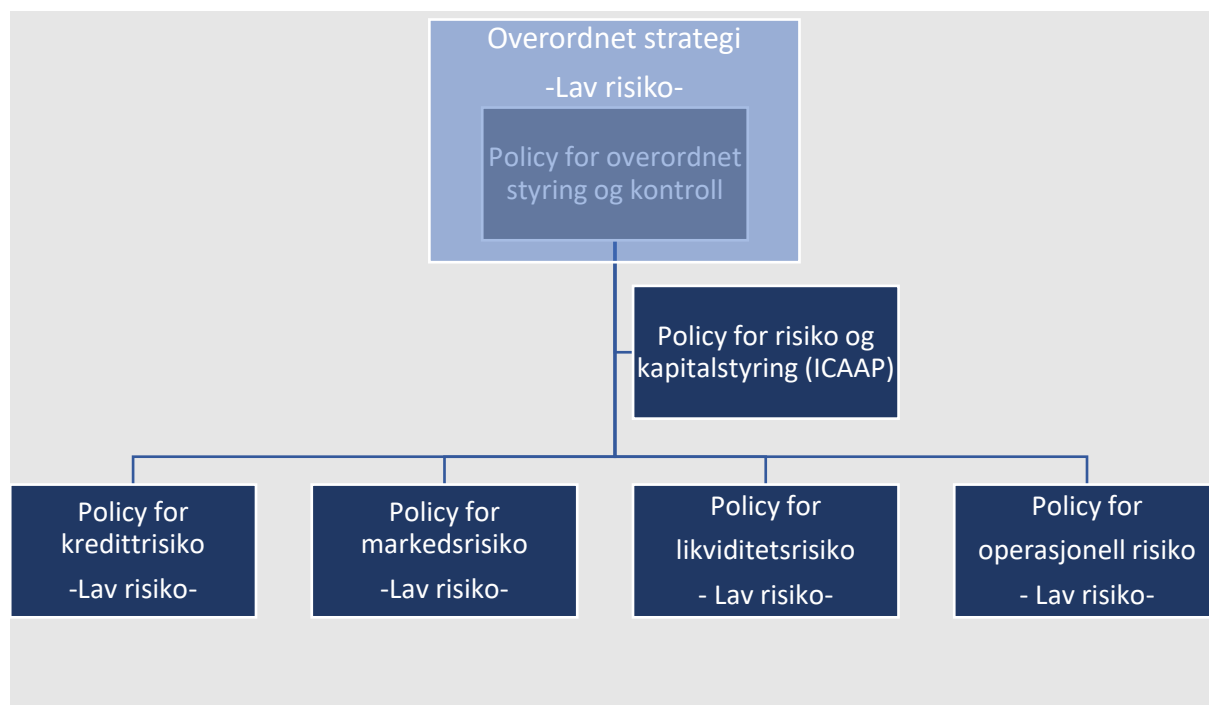 Overordnet strategi
-Lav risiko-
Policy for overordnet
styring og kontroll
Policy for risiko og
kapitalstyring (ICAAP)
Policy for
kredittrisiko
-Lav risiko-
Policy for
markedsrisiko
-Lav risiko-
Policy for
likviditetsrisiko
- Lav risiko-
Policy for
operasjonell risiko
- Lav risiko-